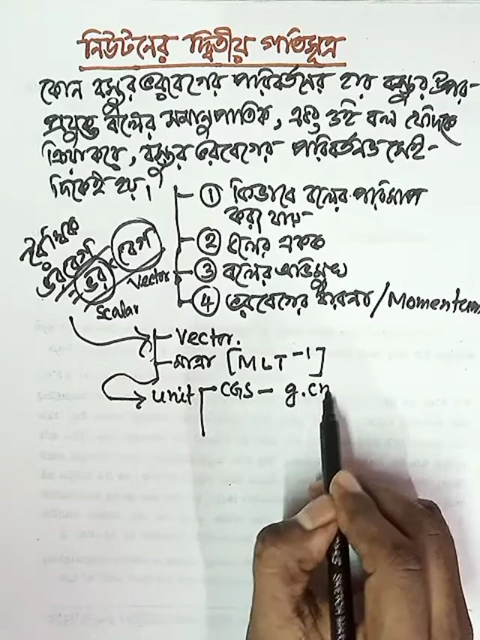 নিউটনের দ্বিতীয় গতিসূত্র
কোন বস্তুর ভরবেগের পরিবর্তনের হার বস্তুর উপর-
প্রযুক্ত বলের সমানুপাতিক, এবং ঐ বল যেদিকে
ক্রিয়া করে, বস্তুর ভরবেগের পরিবর্তনও সেই-
দিকেই হয়।
① কিভাবে বলের পরিমাপ
করা যায়-
② বলের একক
③ বলের অভিমুখ
④ ভরবেগের ধারনা/Momentum
ভরবেগ
ভর
বেগ
Scalar
Vector
Vector.
মাত্রা [MLT⁻¹]
unit
CGS – g.cm